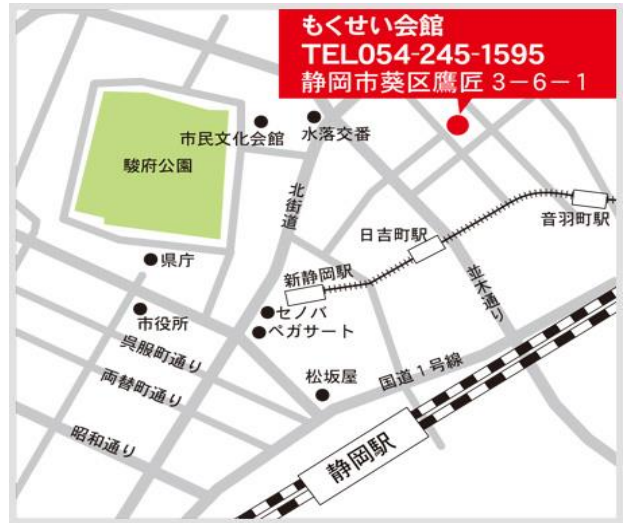 もくせい会館
TEL054-245-1595
静岡市葵区鷹匠3-6-1
市民文化会館
水落交番
駿府公園
北街道
音羽町駅
日吉町駅
県庁
新静岡駅
並木通り
セノバ
市役所
ペガサート
呉服町通り
国道1号線
松坂屋
両替町通り
昭和通り
静岡駅